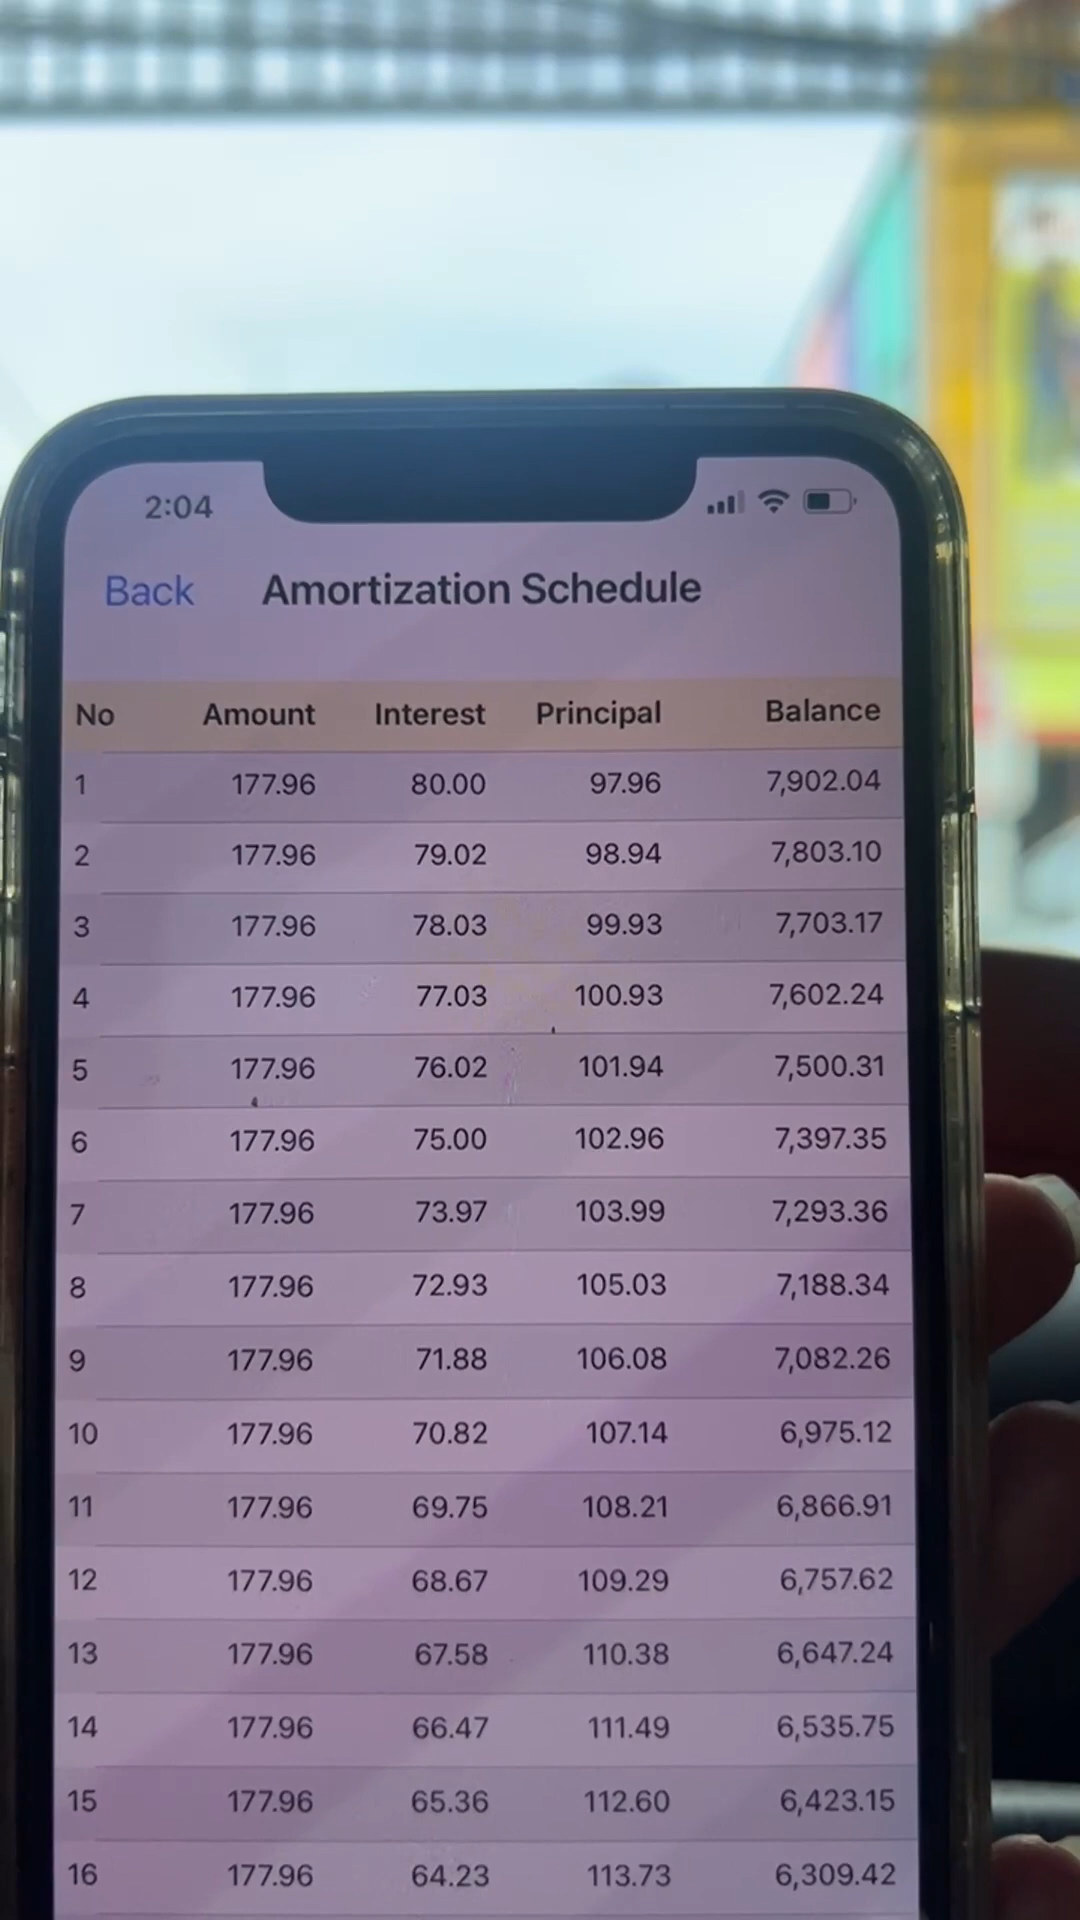 2:04
Back Amortization Schedule
No Amount Interest Principal Balance
1 177.96 80.00 97.96 7,902.04
2 177.96 79.02 98.94 7,803.10
3 177.96 78.03 99.93 7,703.17
4 177.96 77.03 100.93 7,602.24
5 177.96 76.02 101.94 7,500.31
6 177.96 75.00 102.96 7,397.35
7 177.96 73.97 103.99 7,293.36
8 177.96 72.93 105.03 7,188.34
9 177.96 71.88 106.08 7,082.26
10 177.96 70.82 107.14 6,975.12
11 177.96 69.75 108.21 6,866.91
12 177.96 68.67 109.29 6,757.62
13 177.96 67.58 110.38 6,647.24
14 177.96 66.47 111.49 6,535.75
15 177.96 65.36 112.60 6,423.15
16 177.96 64.23 113.73 6,309.42